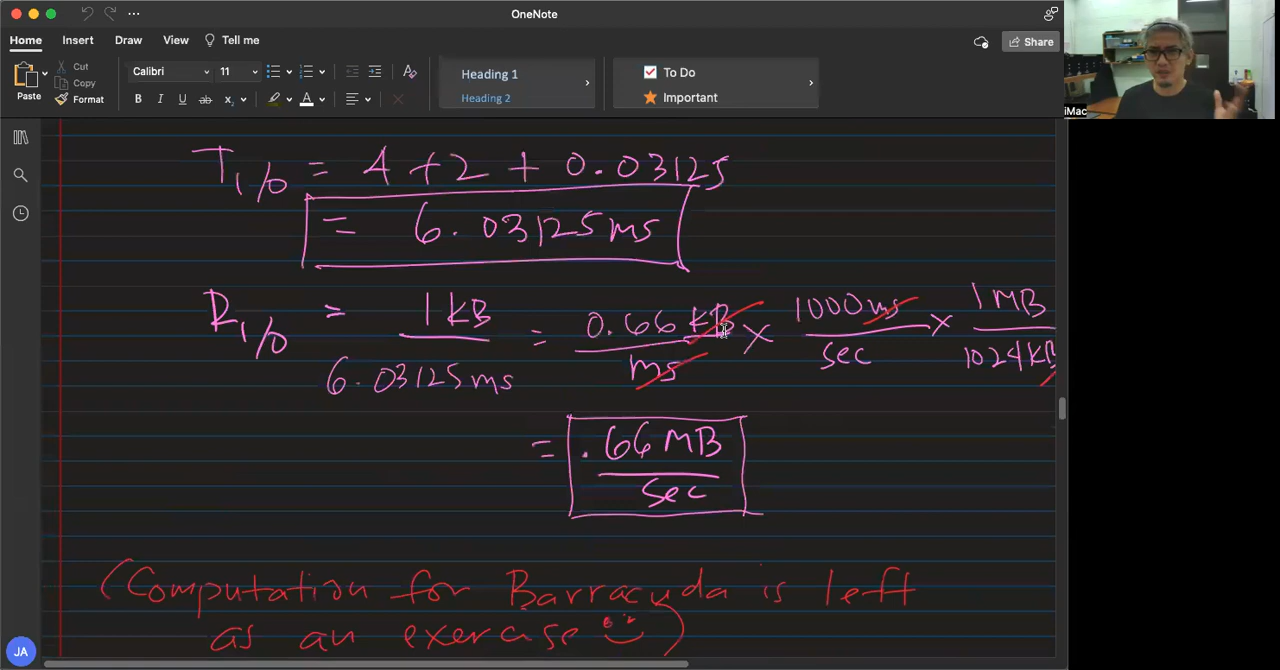 OneNote
Home Insert Draw View Tell me
Share
Paste
Cut
Copy
Format
Calibri 11
B I U ab x
A
Heading 1
Heading 2
To Do
Important
iMac
T I/O = 4 + 2 + 0.03125
= 6.03125 ms
R I/O = 1 KB / 6.03125 ms = 0.66 KB / ms × 1000 ms / sec × 1 MB / 1024 KB
= .66 MB / sec
(Computation for Barracuda is left
as an exercise :))
JA